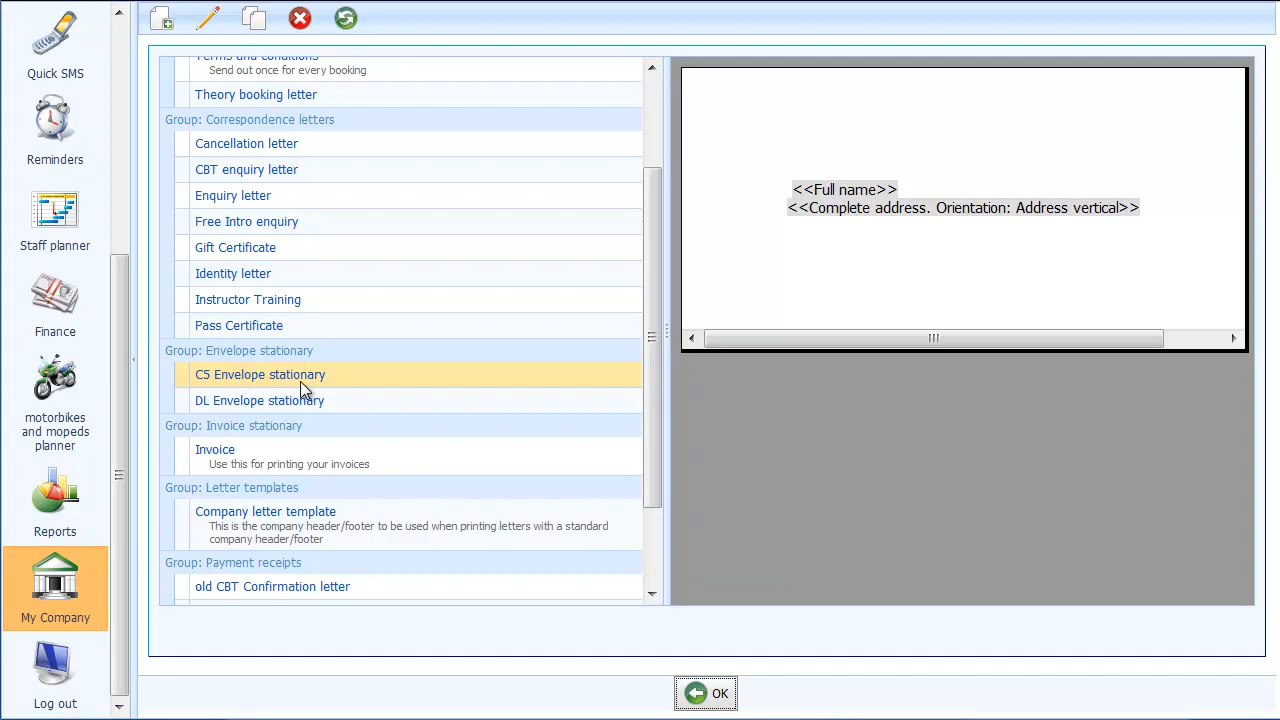 Quick SMS
Reminders
Staff planner
Finance
motorbikes
and mopeds
planner
Reports
My Company
Log out
Terms and conditions
Send out once for every booking
Theory booking letter
Group: Correspondence letters
Cancellation letter
CBT enquiry letter
Enquiry letter
Free Intro enquiry
Gift Certificate
Identity letter
Instructor Training
Pass Certificate
Group: Envelope stationary
C5 Envelope stationary
DL Envelope stationary
Group: Invoice stationary
Invoice
Use this for printing your invoices
Group: Letter templates
Company letter template
This is the company header/footer to be used when printing letters with a standard
company header/footer
Group: Payment receipts
old CBT Confirmation letter
<<Full name>>
<<Complete address. Orientation: Address vertical>>
OK